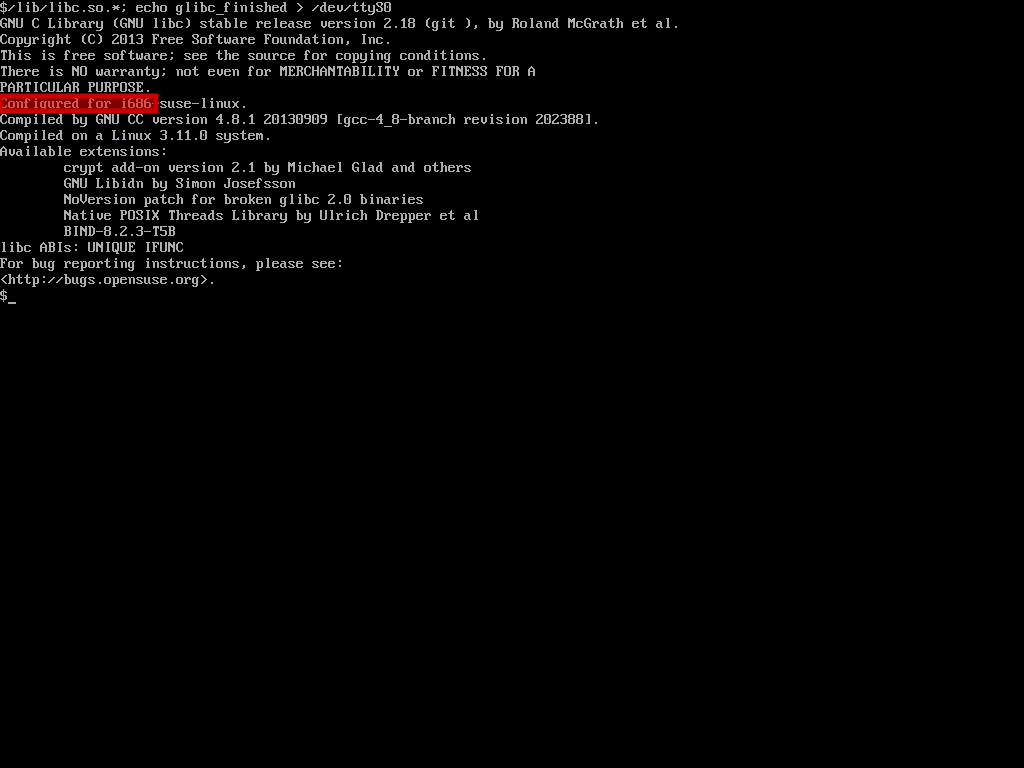 $/lib/libc.so.*; echo glibc_finished > /dev/ttyS0
GNU C Library (GNU libc) stable release version 2.18 (git ), by Roland McGrath et al.
Copyright (C) 2013 Free Software Foundation, Inc.
This is free software; see the source for copying conditions.
There is NO warranty; not even for MERCHANTABILITY or FITNESS FOR A
PARTICULAR PURPOSE.
Configured for i686-suse-linux.
Compiled by GNU CC version 4.8.1 20130909 [gcc-4_8-branch revision 202388].
Compiled on a Linux 3.11.0 system.
Available extensions:
        crypt add-on version 2.1 by Michael Glad and others
        GNU Libidn by Simon Josefsson
        NoVersion patch for broken glibc 2.0 binaries
        Native POSIX Threads Library by Ulrich Drepper et al
        BIND-8.2.3-T5B
libc ABIs: UNIQUE IFUNC
For bug reporting instructions, please see:
<http://bugs.opensuse.org>.
$_